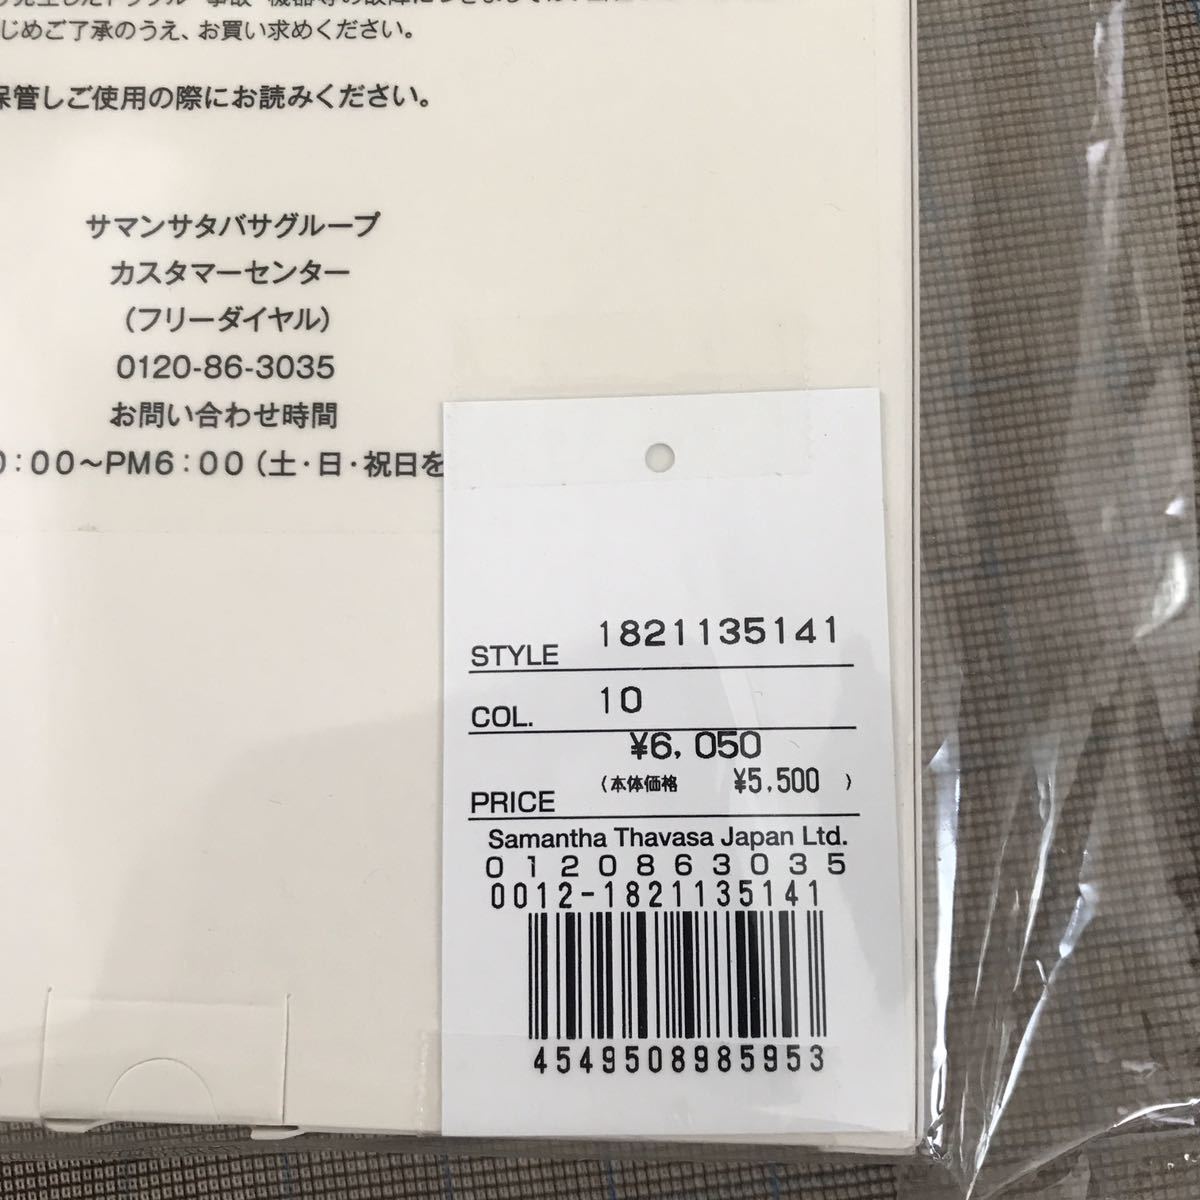 じめご了承のうえ、お買い求めください。
保管しご使用の際にお読みください。
サマンサタバサグループ
カスタマーセンター
(フリーダイヤル)
0120-86-3035
お問い合わせ時間
0:00~PM6:00(土・日・祝日を
STYLE 1821135141
COL. 10
¥6,050
PRICE (本体価格 ¥5,500 )
Samantha Thavasa Japan Ltd.
0120863035
0012-1821135141
4549508985953